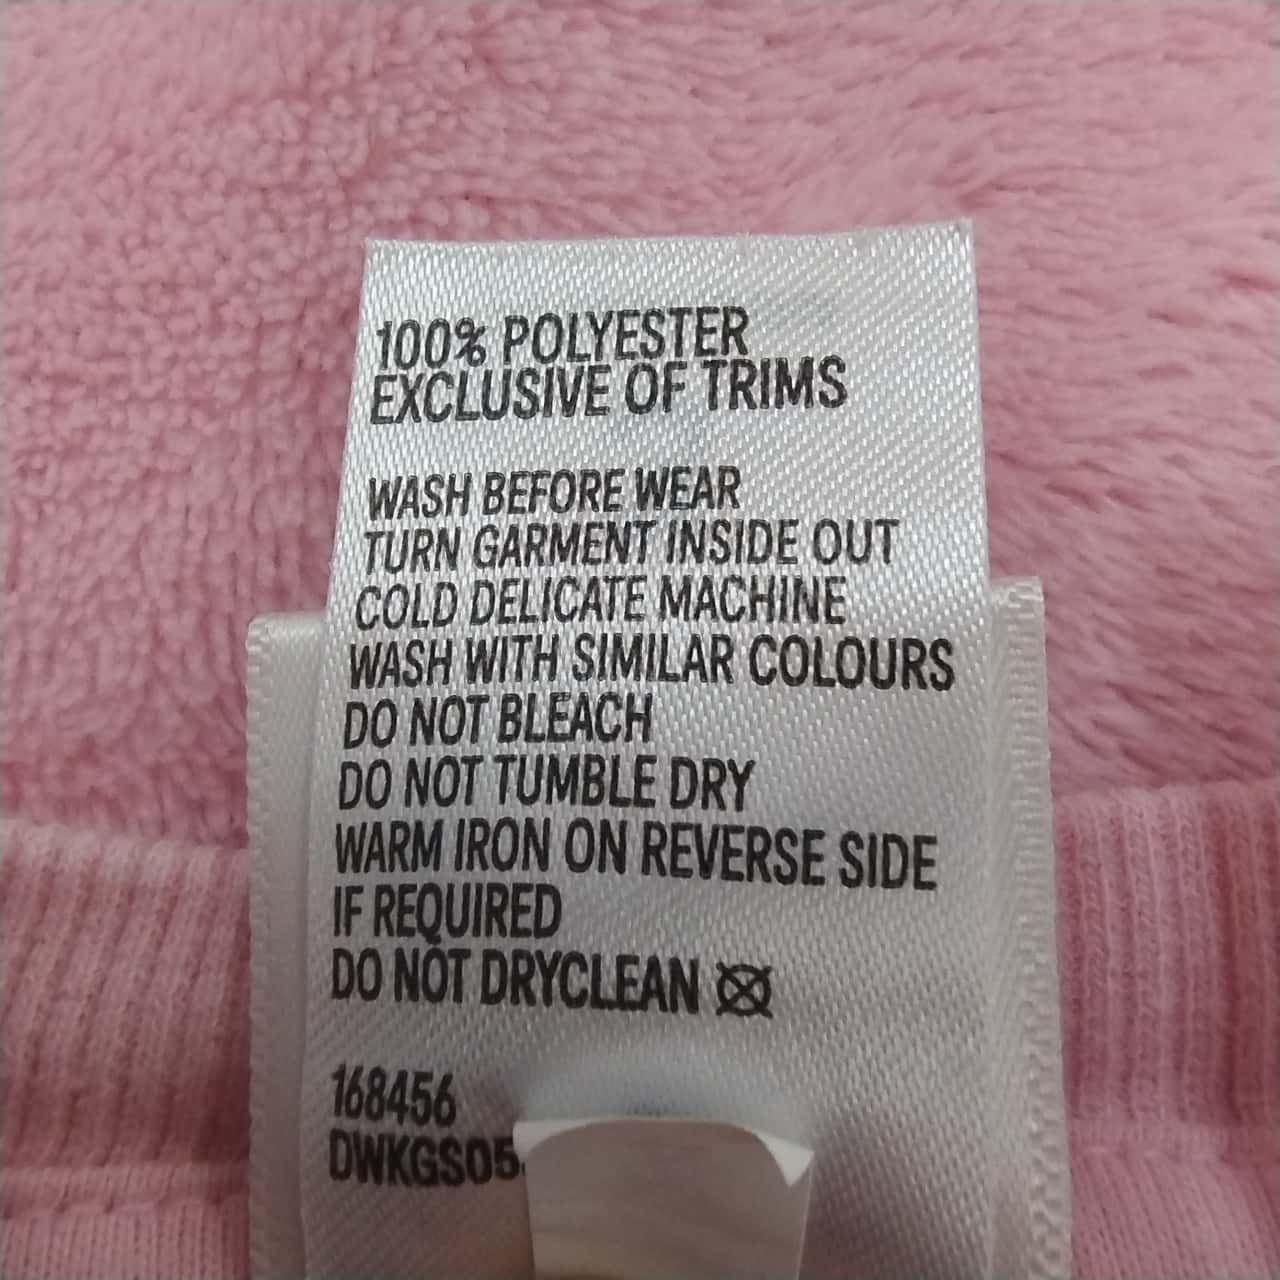 100% POLYESTER
EXCLUSIVE OF TRIMS
WASH BEFORE WEAR
TURN GARMENT INSIDE OUT
COLD DELICATE MACHINE
WASH WITH SIMILAR COLOURS
DO NOT BLEACH
DO NOT TUMBLE DRY
WARM IRON ON REVERSE SIDE
IF REQUIRED
DO NOT DRYCLEAN
168456